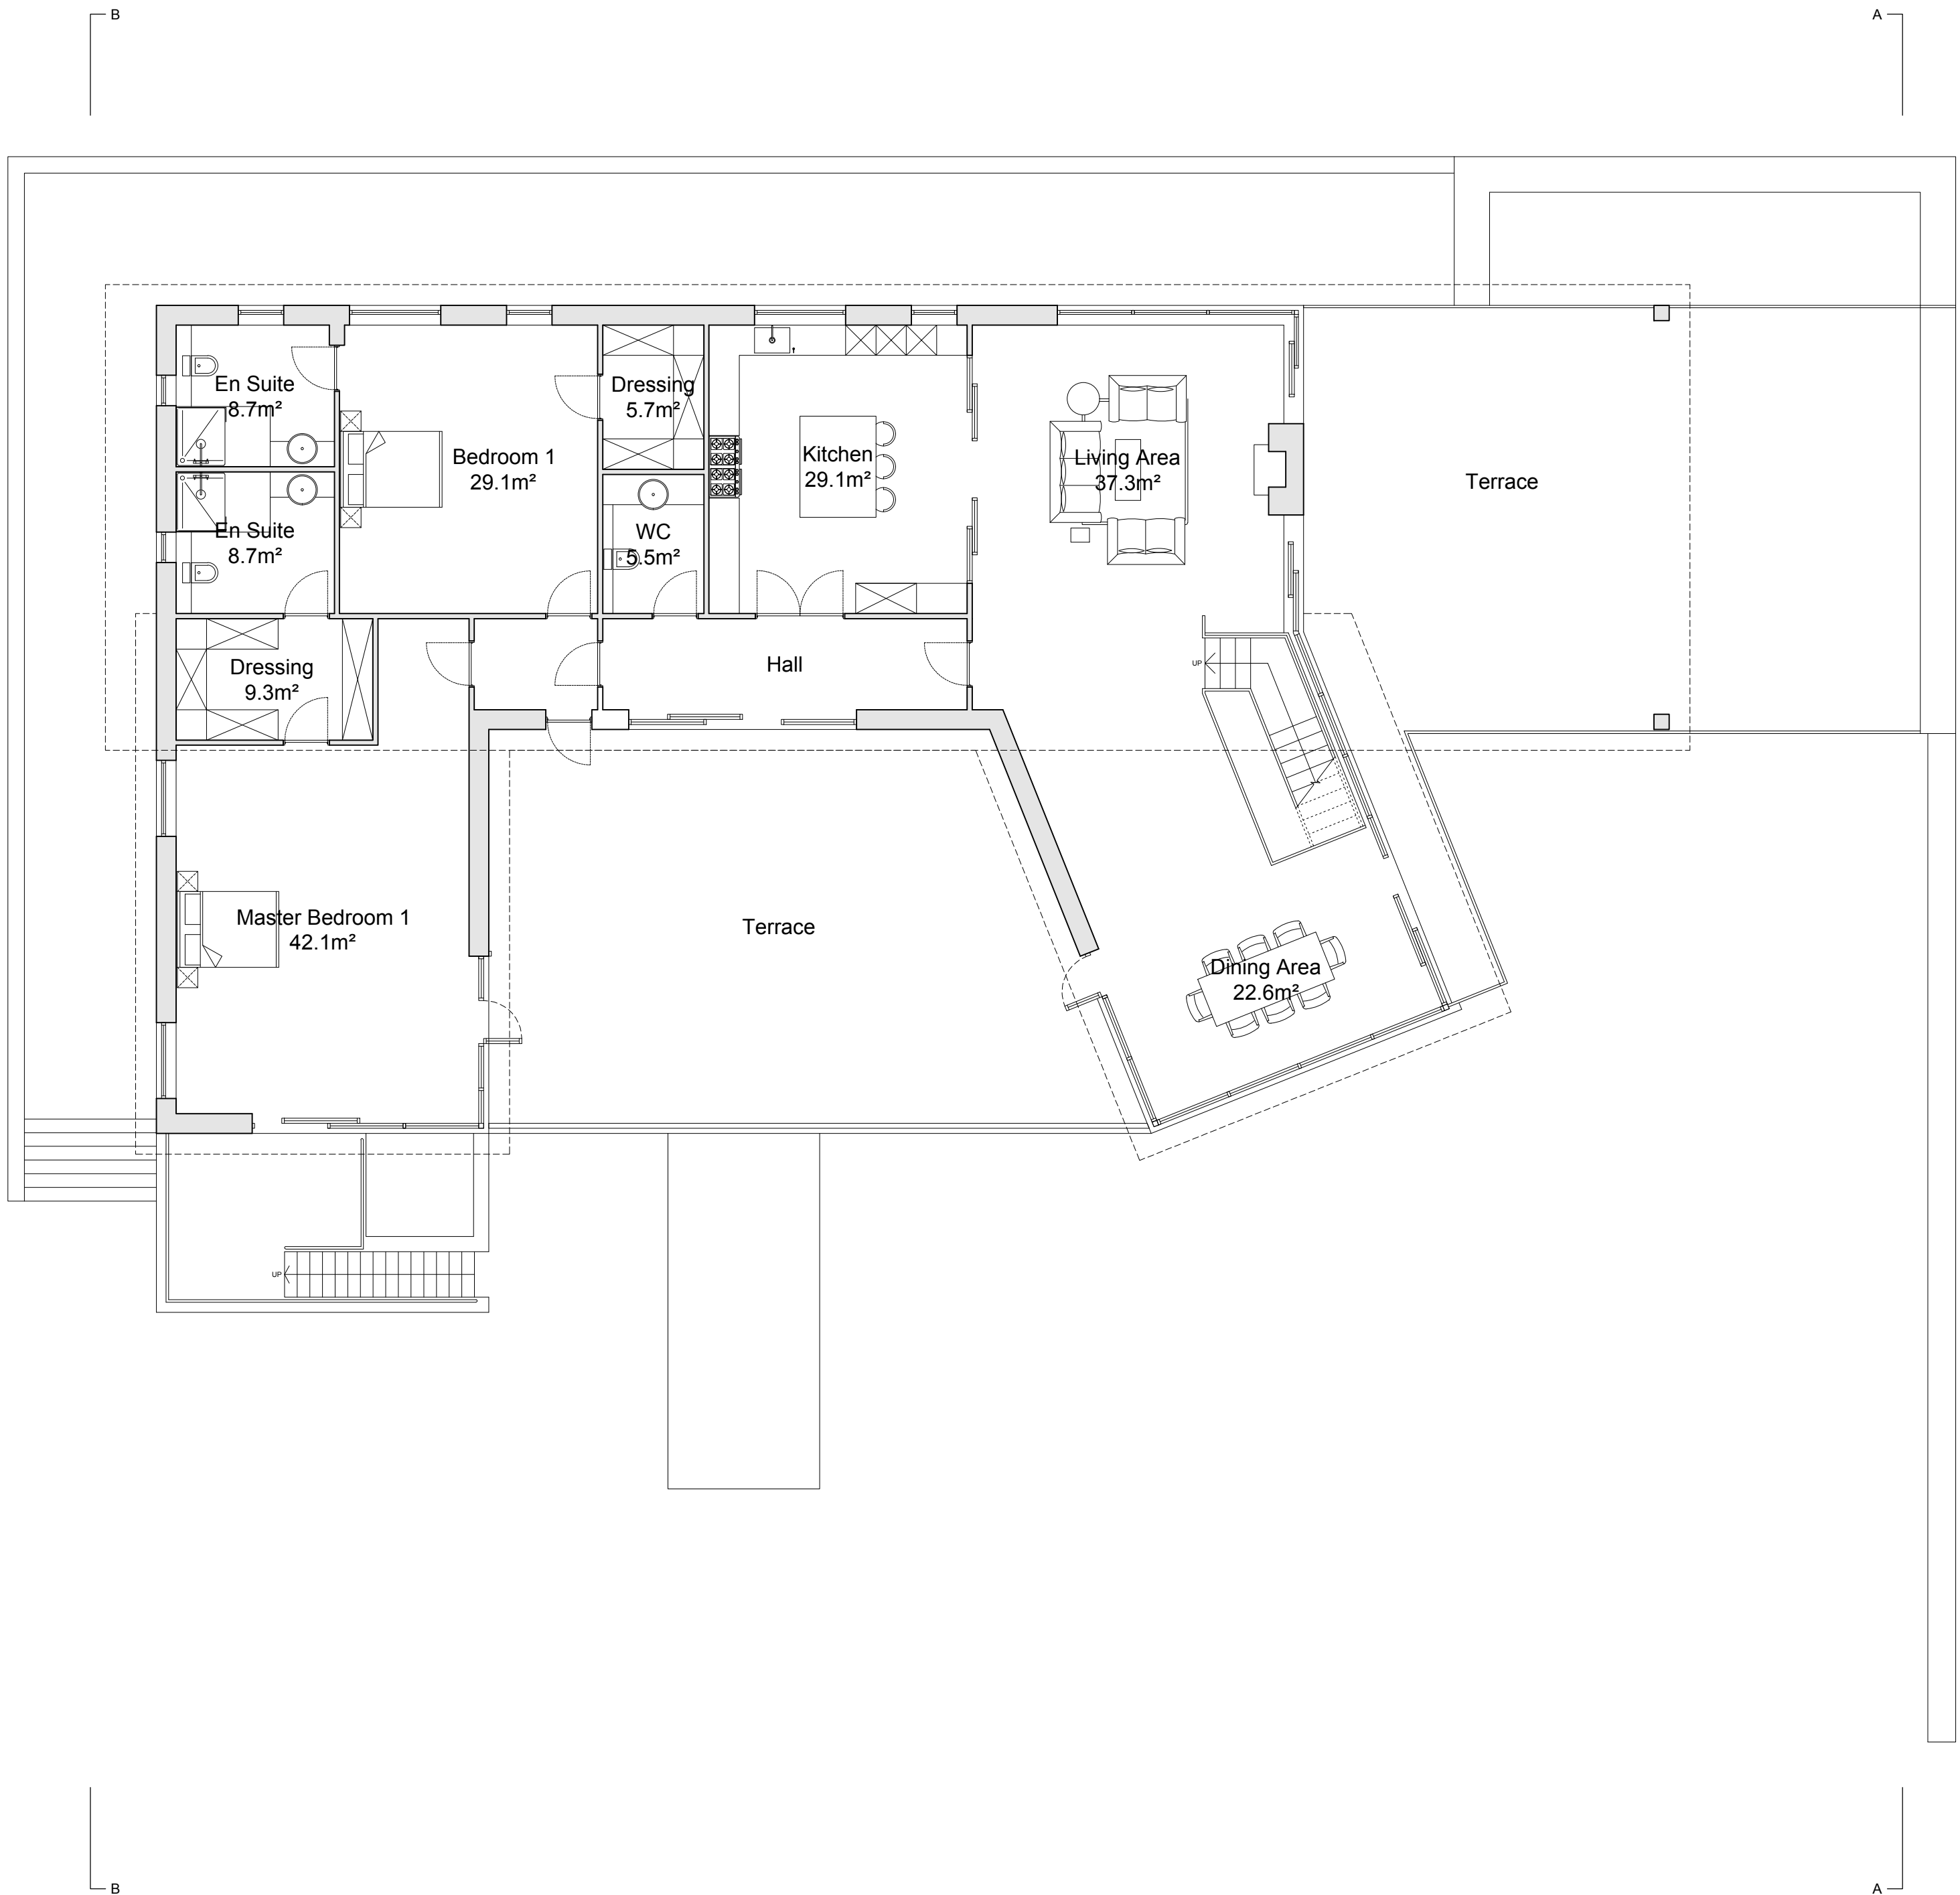 B
A
En Suite
8.7m²
Dressing
5.7m²
Bedroom 1
29.1m²
Kitchen
29.1m²
Living Area
37.3m²
Terrace
En Suite
8.7m²
WC
5.5m²
Dressing
9.3m²
Hall
UP
Master Bedroom 1
42.1m²
Terrace
Dining Area
22.6m²
UP
B
A